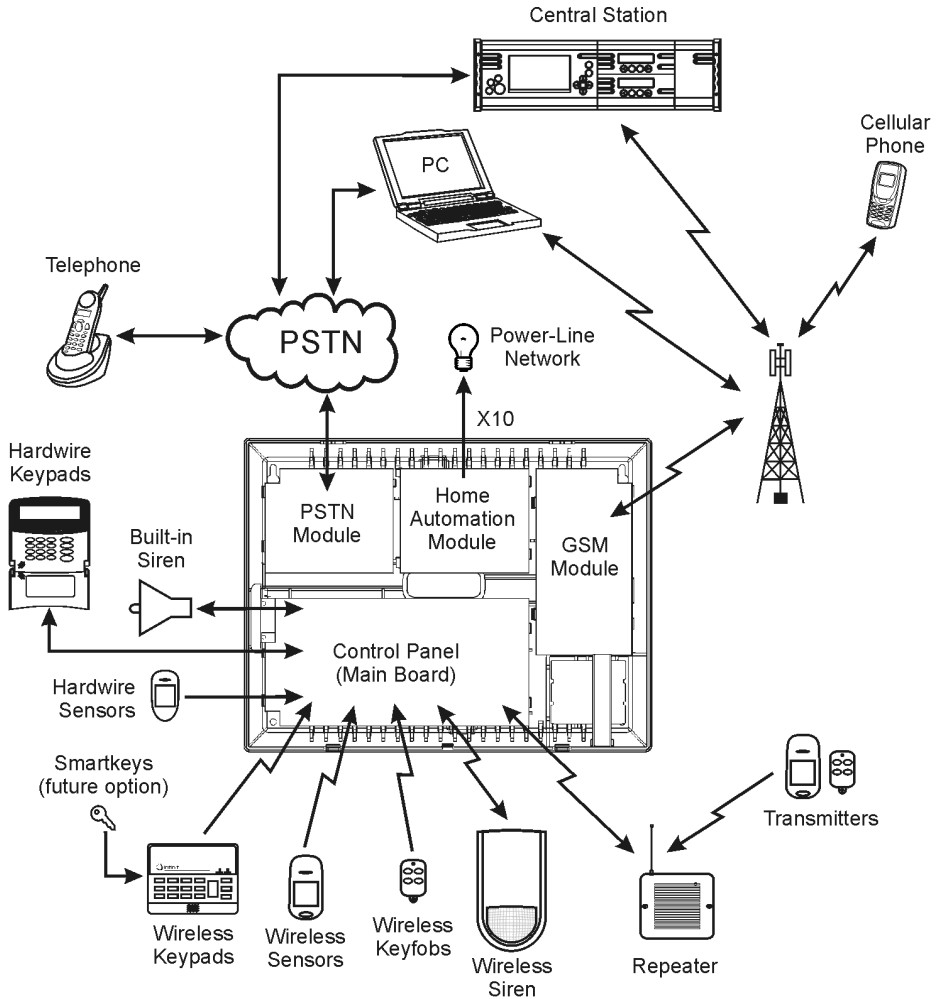 Central Station
Cellular
Phone
PC
Telephone
PSTN
Power-Line
Network
X10
Hardwire
Keypads
PSTN
Module
Home
Automation
Module
GSM
Module
Built-in
Siren
Control Panel
(Main Board)
Hardwire
Sensors
Smartkeys
(future option)
Transmitters
Wireless
Keypads
Wireless
Sensors
Wireless
Keyfobs
Wireless
Siren
Repeater